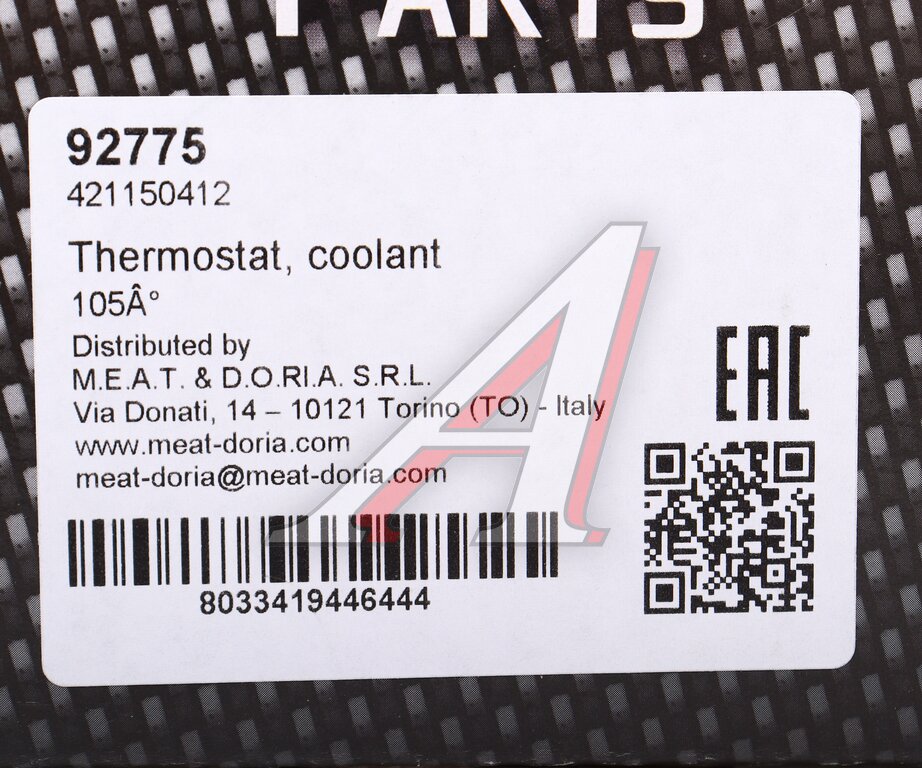 PARTS
92775
421150412
Thermostat, coolant
105Â°
Distributed by
M.E.A.T. & D.O.RI.A. S.R.L.
Via Donati, 14 – 10121 Torino (TO) - Italy
www.meat-doria.com
meat-doria@meat-doria.com
EAC
8033419446444